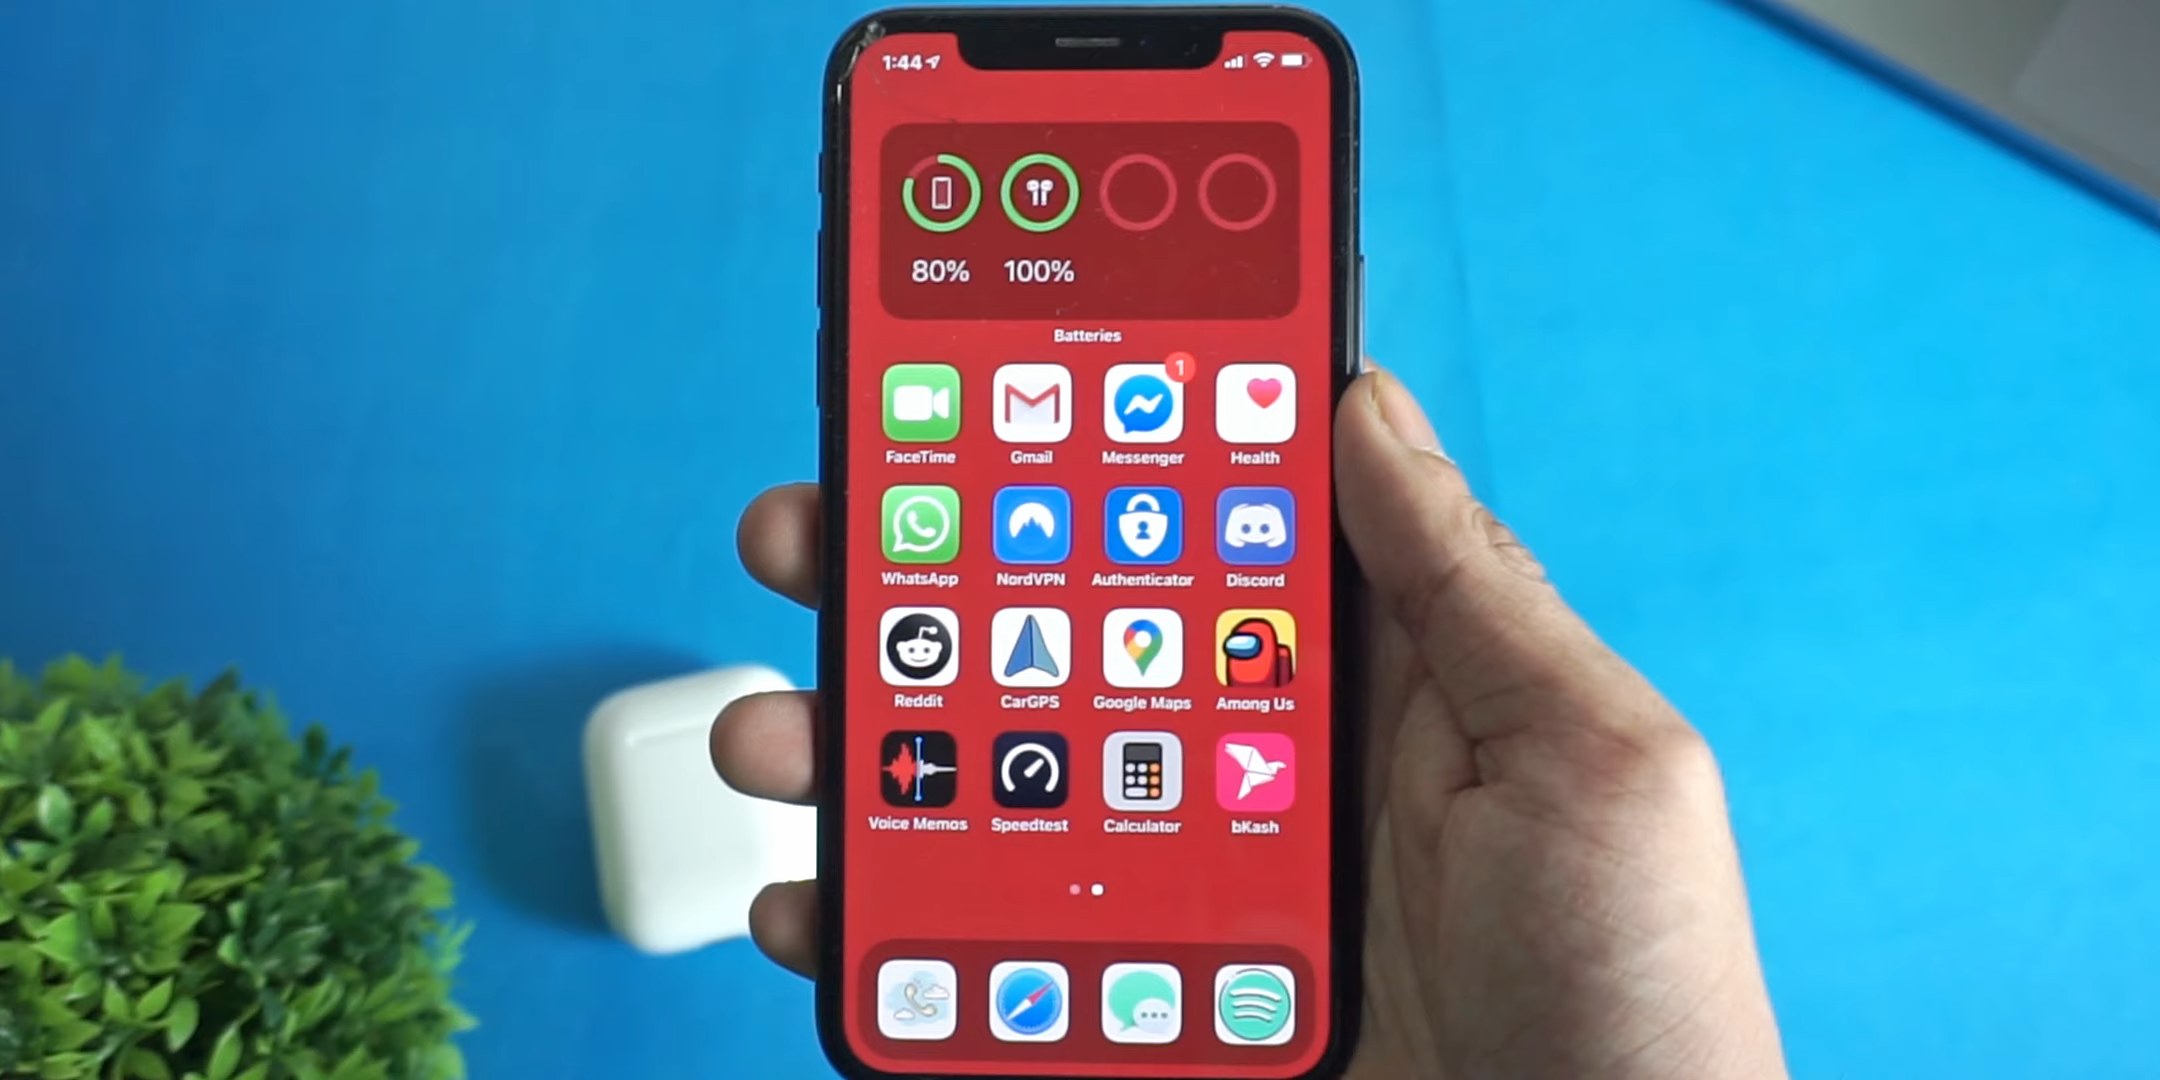 1:44
80% 100%
Batteries
1
FaceTime Gmail Messenger Health
WhatsApp NordVPN Authenticator Discord
Reddit CarGPS Google Maps Among Us
Voice Memos Speedtest Calculator bKash